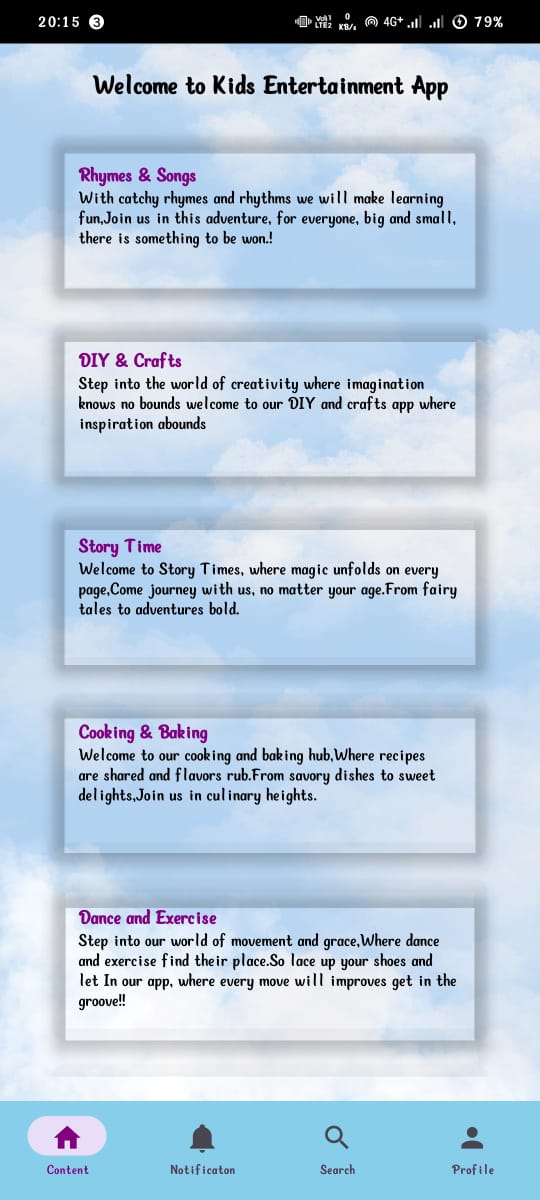 20:15 3 Vo)) 1 LTE2 0 KB/s 4G+ 79%
Welcome to Kids Entertainment App
Rhymes & Songs
With catchy rhymes and rhythms we will make learning
fun,Join us in this adventure, for everyone, big and small,
there is something to be won.!
DIY & Crafts
Step into the world of creativity where imagination
knows no bounds welcome to our DIY and crafts app where
inspiration abounds
Story Time
Welcome to Story Times, where magic unfolds on every
page,Come journey with us, no matter your age.From fairy
tales to adventures bold.
Cooking & Baking
Welcome to our cooking and baking hub,Where recipes
are shared and flavors rub.From savory dishes to sweet
delights,Join us in culinary heights.
Dance and Exercise
Step into our world of movement and grace,Where dance
and exercise find their place.So lace up your shoes and
let In our app, where every move will improves get in the
groove!!
Content Notificaton Search Profile